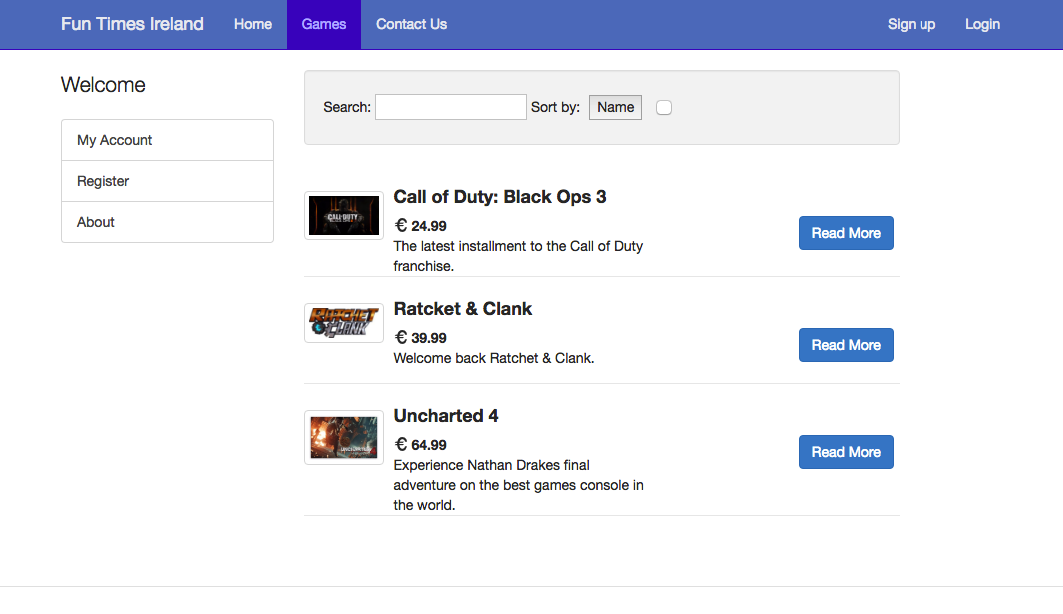 Fun Times Ireland Home Games Contact Us Sign up Login
Welcome
My Account
Register
About
Search: Sort by: Name
CALL OF DUTY
Call of Duty: Black Ops 3
€ 24.99
The latest installment to the Call of Duty
franchise.
Read More
RATCHET
CLANK
Ratcket & Clank
€ 39.99
Welcome back Ratchet & Clank.
Read More
UNCHARTED
Uncharted 4
€ 64.99
Experience Nathan Drakes final
adventure on the best games console in
the world.
Read More